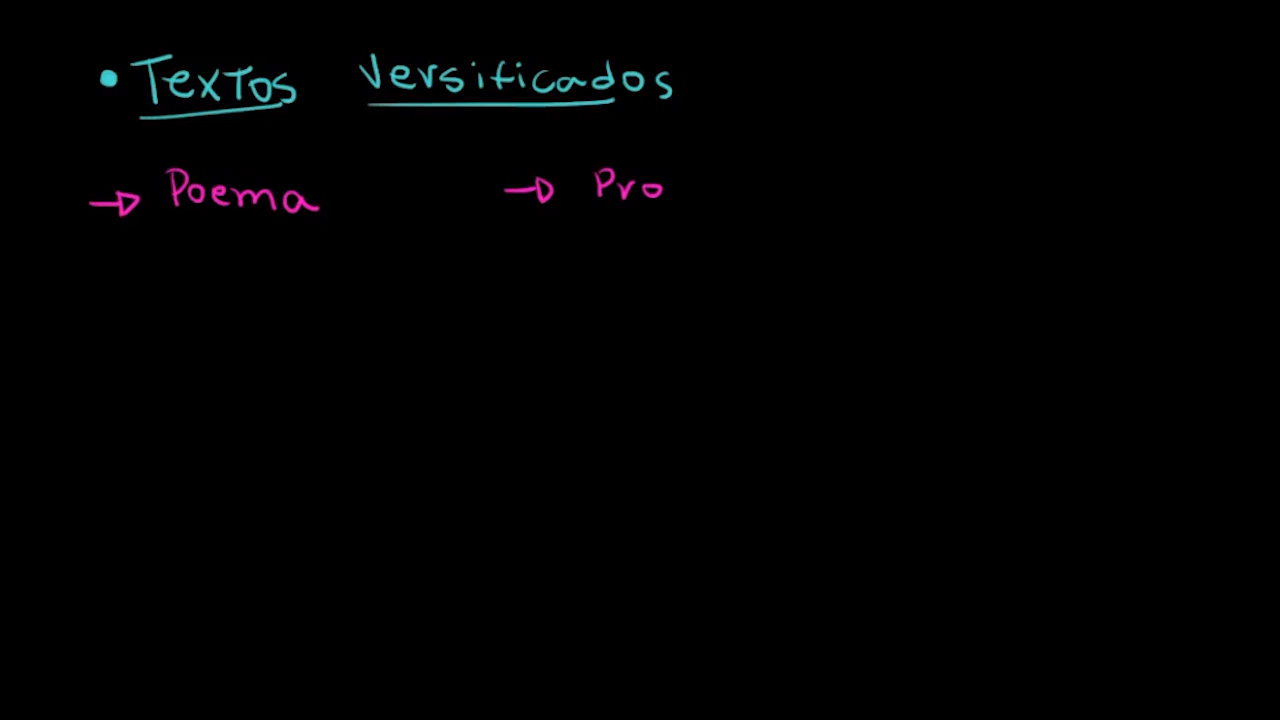 • Textos versificados
→ Poema → Pro